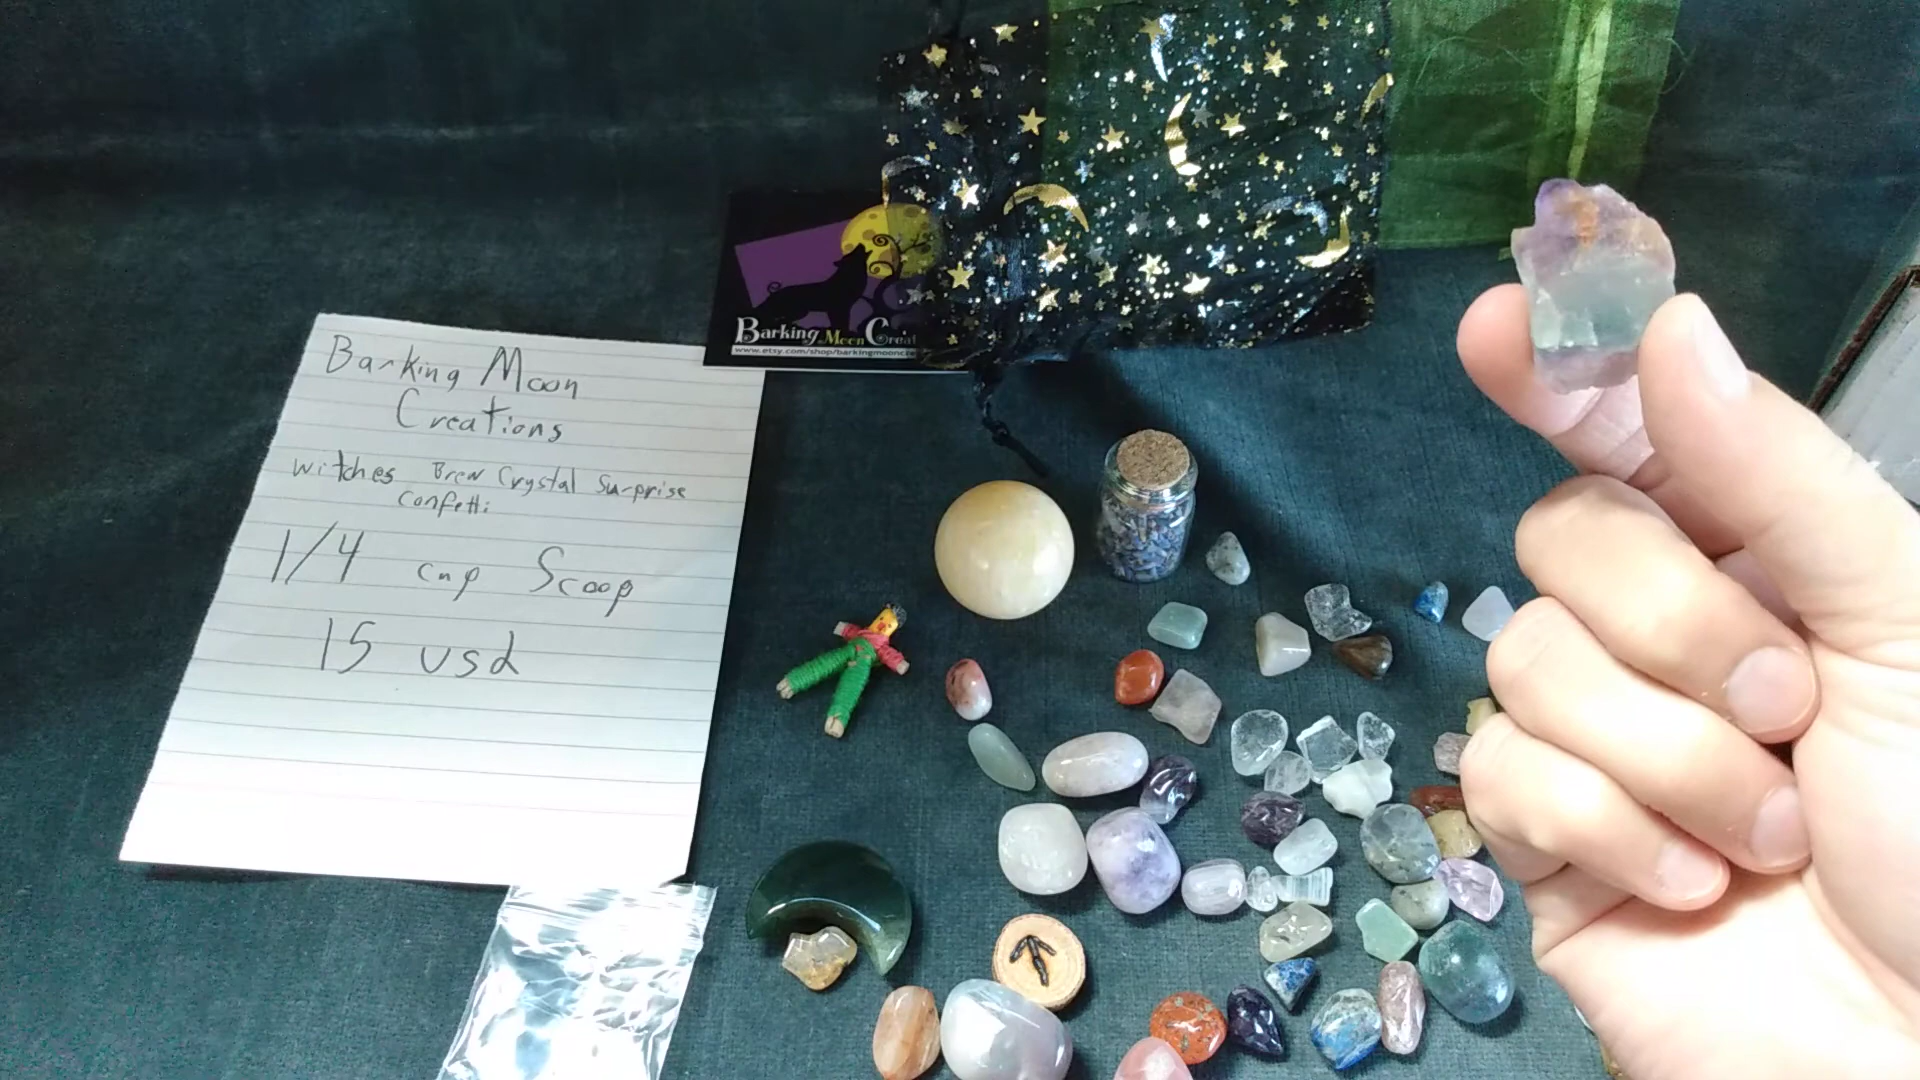 Barking Moon
Creations
witches Brew Crystal Surprise
confetti
1/4 cup Scoop
15 usd
Barking Moon Creat
www.etsy.com/shop/barkingmooncre